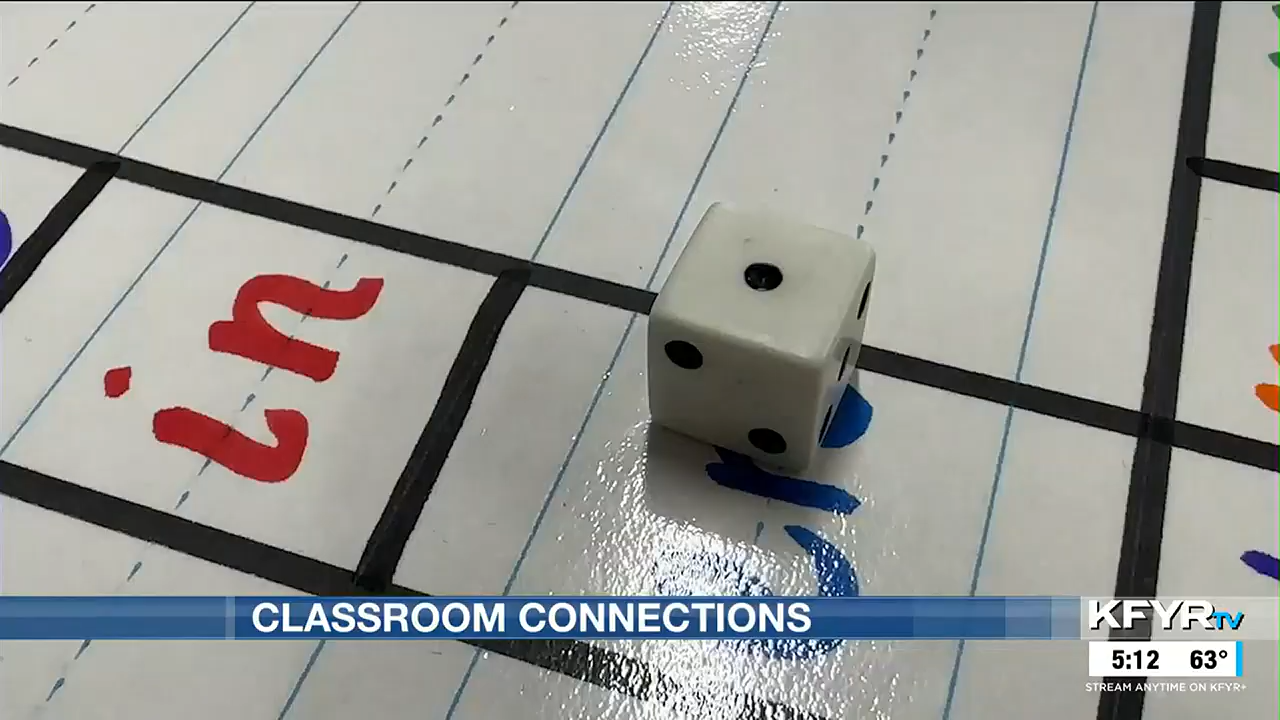 in
CLASSROOM CONNECTIONS
KFYRTV
5:12 63°
STREAM ANYTIME ON KFYR+